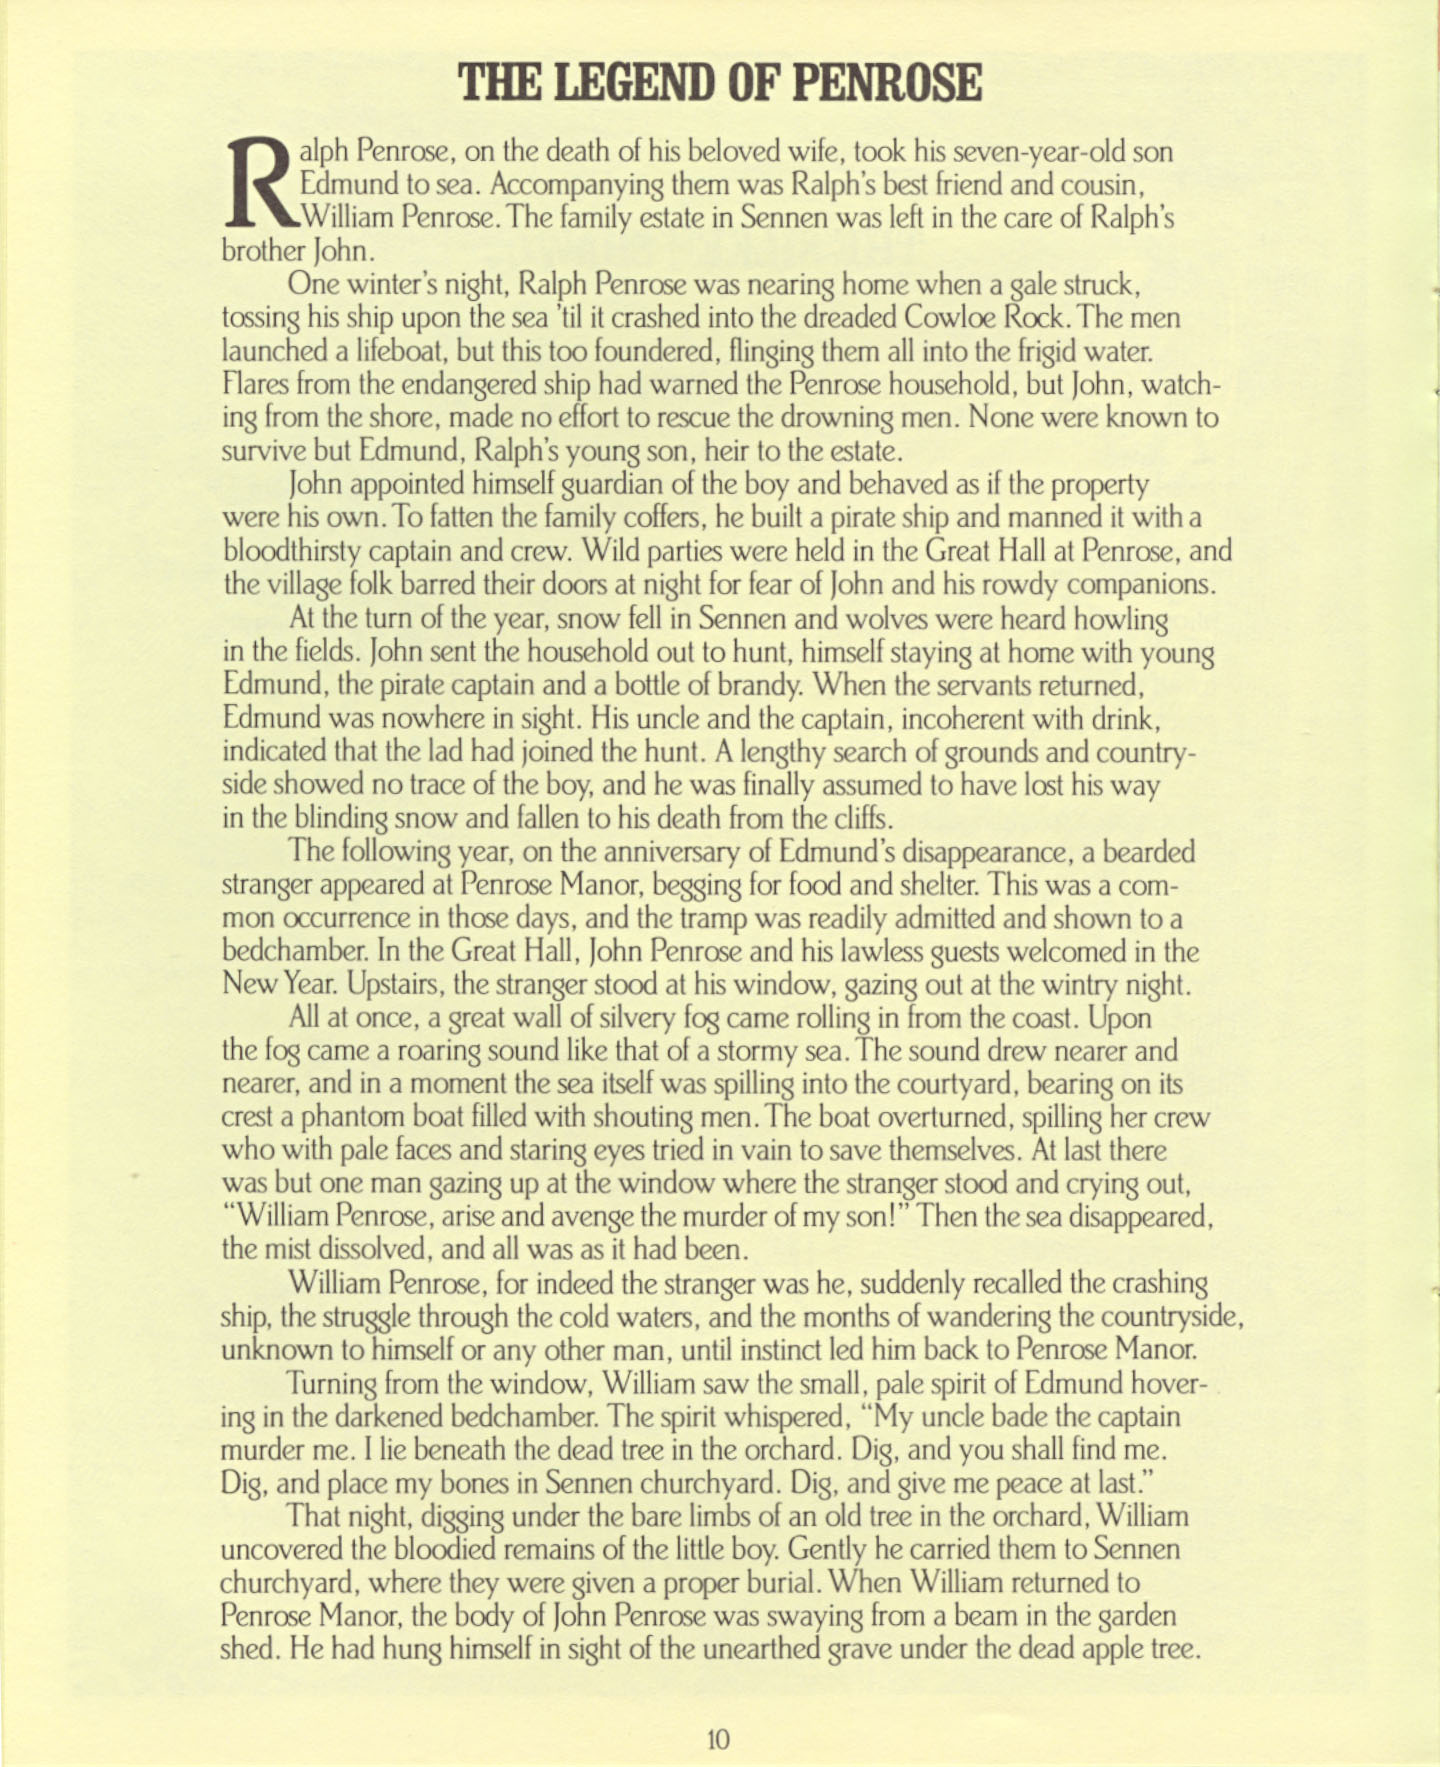 THE LEGEND OF PENROSE
Ralph Penrose, on the death of his beloved wife, took his seven-year-old son
Edmund to sea. Accompanying them was Ralph's best friend and cousin,
William Penrose. The family estate in Sennen was left in the care of Ralph's
brother John.
One winter's night, Ralph Penrose was nearing home when a gale struck,
tossing his ship upon the sea 'til it crashed into the dreaded Cowloe Rock. The men
launched a lifeboat, but this too foundered, flinging them all into the frigid water.
Flares from the endangered ship had warned the Penrose household, but John, watch-
ing from the shore, made no effort to rescue the drowning men. None were known to
survive but Edmund, Ralph's young son, heir to the estate.
John appointed himself guardian of the boy and behaved as if the property
were his own. To fatten the family coffers, he built a pirate ship and manned it with a
bloodthirsty captain and crew. Wild parties were held in the Great Hall at Penrose, and
the village folk barred their doors at night for fear of John and his rowdy companions.
At the turn of the year, snow fell in Sennen and wolves were heard howling
in the fields. John sent the household out to hunt, himself staying at home with young
Edmund, the pirate captain and a bottle of brandy. When the servants returned,
Edmund was nowhere in sight. His uncle and the captain, incoherent with drink,
indicated that the lad had joined the hunt. A lengthy search of grounds and country-
side showed no trace of the boy, and he was finally assumed to have lost his way
in the blinding snow and fallen to his death from the cliffs.
The following year, on the anniversary of Edmund's disappearance, a bearded
stranger appeared at Penrose Manor, begging for food and shelter. This was a com-
mon occurrence in those days, and the tramp was readily admitted and shown to a
bedchamber. In the Great Hall, John Penrose and his lawless guests welcomed in the
New Year. Upstairs, the stranger stood at his window, gazing out at the wintry night.
All at once, a great wall of silvery fog came rolling in from the coast. Upon
the fog came a roaring sound like that of a stormy sea. The sound drew nearer and
nearer, and in a moment the sea itself was spilling into the courtyard, bearing on its
crest a phantom boat filled with shouting men. The boat overturned, spilling her crew
who with pale faces and staring eyes tried in vain to save themselves. At last there
was but one man gazing up at the window where the stranger stood and crying out,
"William Penrose, arise and avenge the murder of my son!" Then the sea disappeared,
the mist dissolved, and all was as it had been.
William Penrose, for indeed the stranger was he, suddenly recalled the crashing
ship, the struggle through the cold waters, and the months of wandering the countryside,
unknown to himself or any other man, until instinct led him back to Penrose Manor.
Turning from the window, William saw the small, pale spirit of Edmund hover-
ing in the darkened bedchamber. The spirit whispered, "My uncle bade the captain
murder me. I lie beneath the dead tree in the orchard. Dig, and you shall find me.
Dig, and place my bones in Sennen churchyard. Dig, and give me peace at last."
That night, digging under the bare limbs of an old tree in the orchard, William
uncovered the bloodied remains of the little boy. Gently he carried them to Sennen
churchyard, where they were given a proper burial. When William returned to
Penrose Manor, the body of John Penrose was swaying from a beam in the garden
shed. He had hung himself in sight of the unearthed grave under the dead apple tree.
10